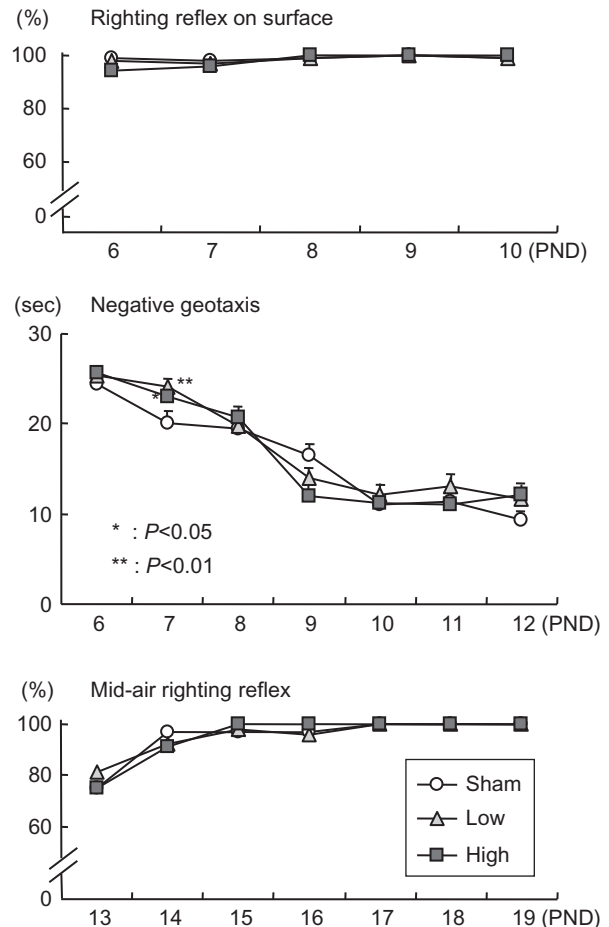 (%) Righting reflex on surface
100
80
60
0
6 7 8 9 10 (PND)
(sec) Negative geotaxis
30
20
10
0
**
*
* : P<0.05
** : P<0.01
6 7 8 9 10 11 12 (PND)
(%) Mid-air righting reflex
100
80
60
0
Sham
Low
High
13 14 15 16 17 18 19 (PND)